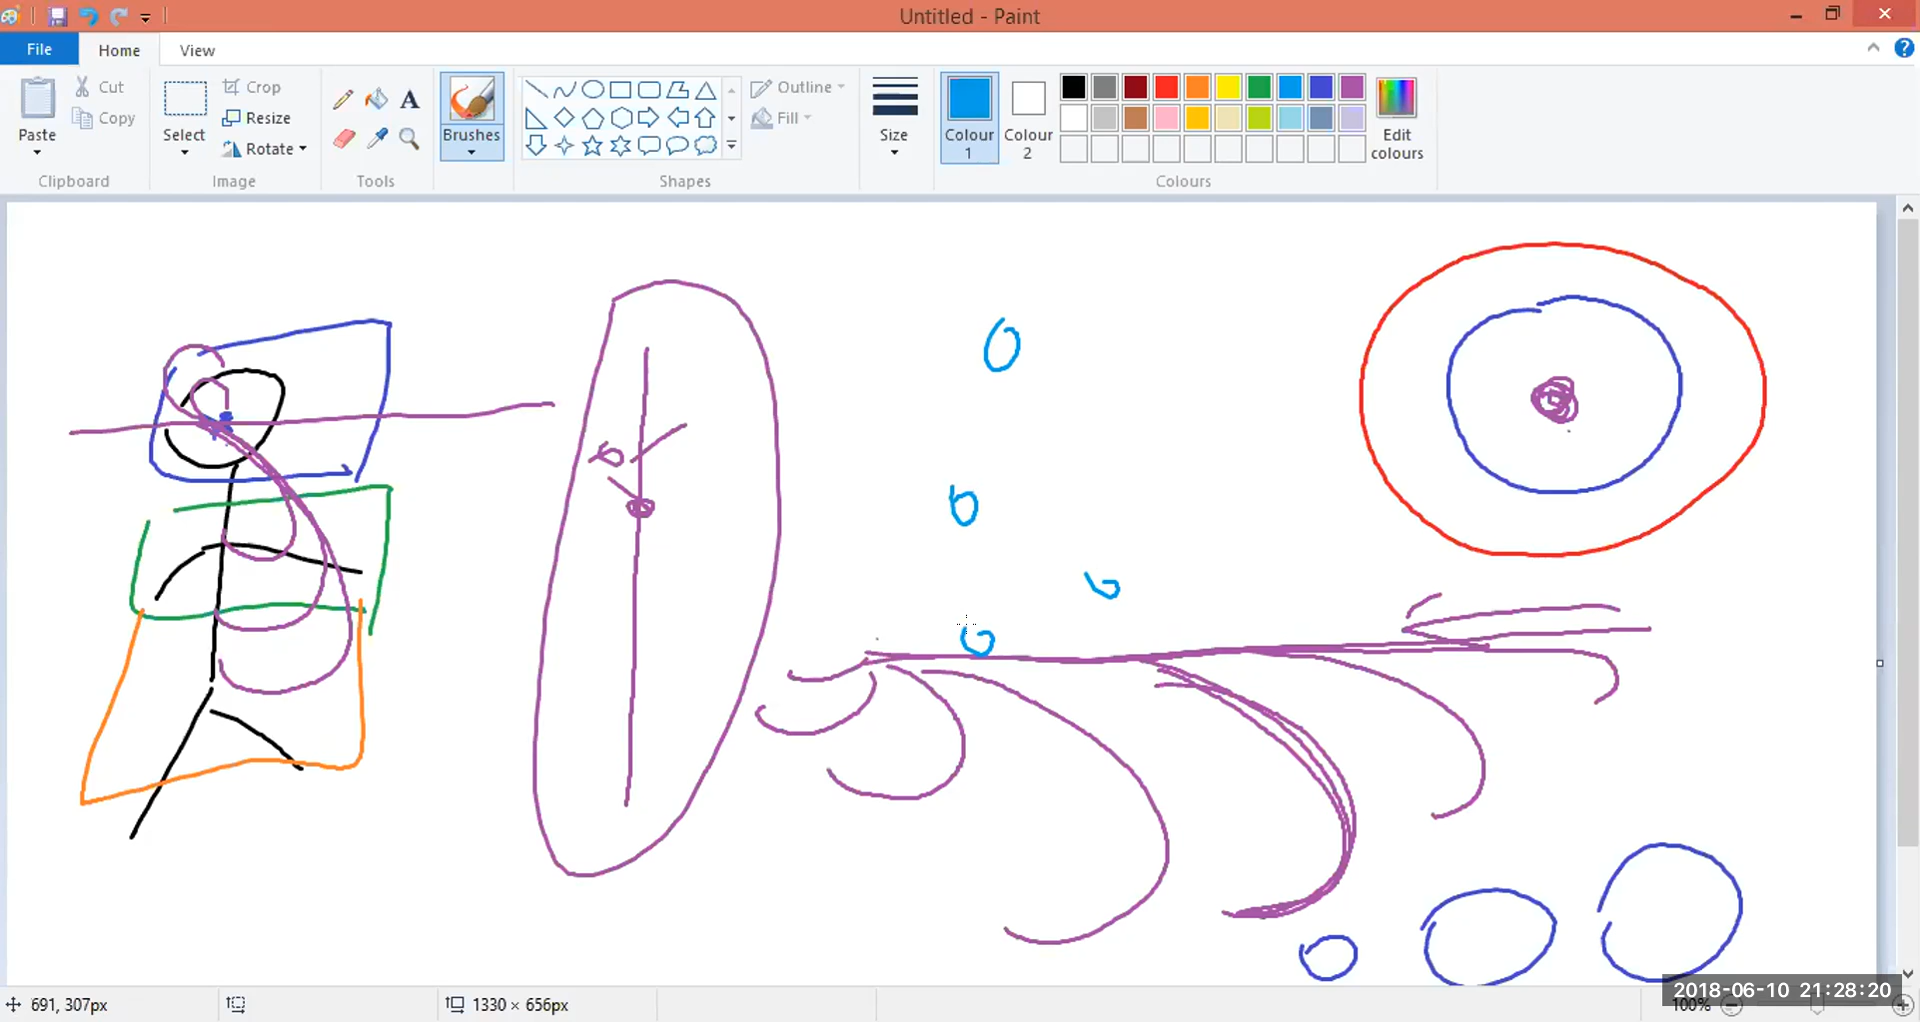 Untitled - Paint
File Home View
Paste
Cut
Copy
Clipboard
Select
Crop
Resize
Rotate
Image
A
Tools
Brushes
Outline
Fill
Shapes
Size
Colour 1
Colour 2
Edit colours
Colours
691, 307px
1330 × 656px
100%
2018-06-10 21:28:20